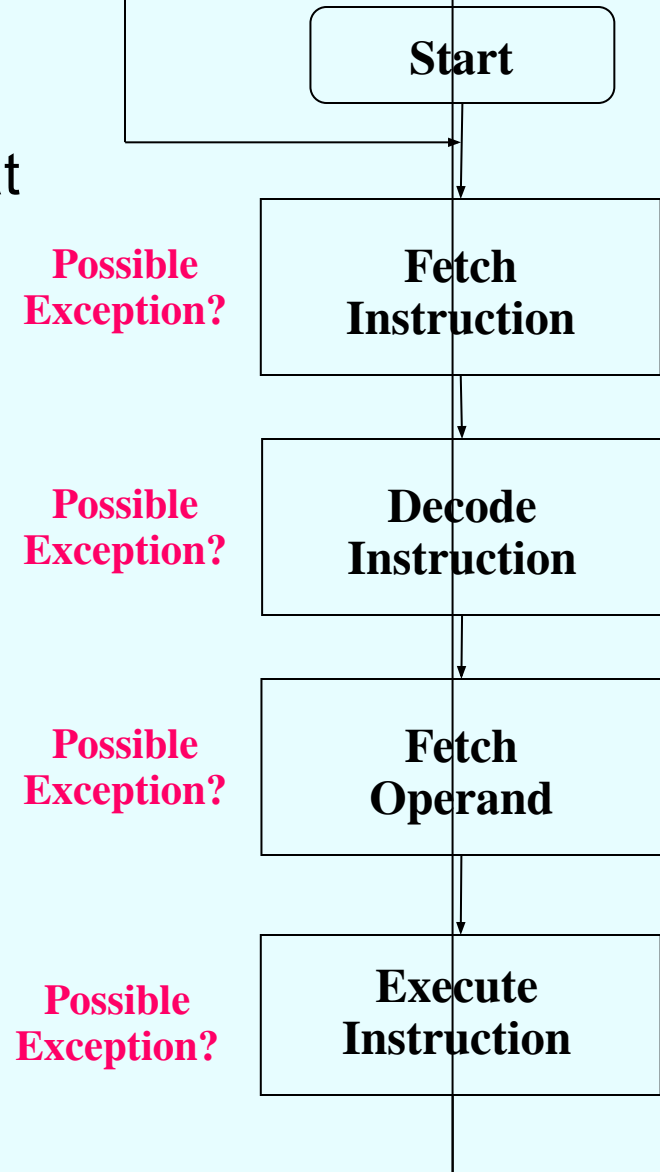 Start
t
Possible
Exception?
Fetch
Instruction
Possible
Exception?
Decode
Instruction
Possible
Exception?
Fetch
Operand
Possible
Exception?
Execute
Instruction